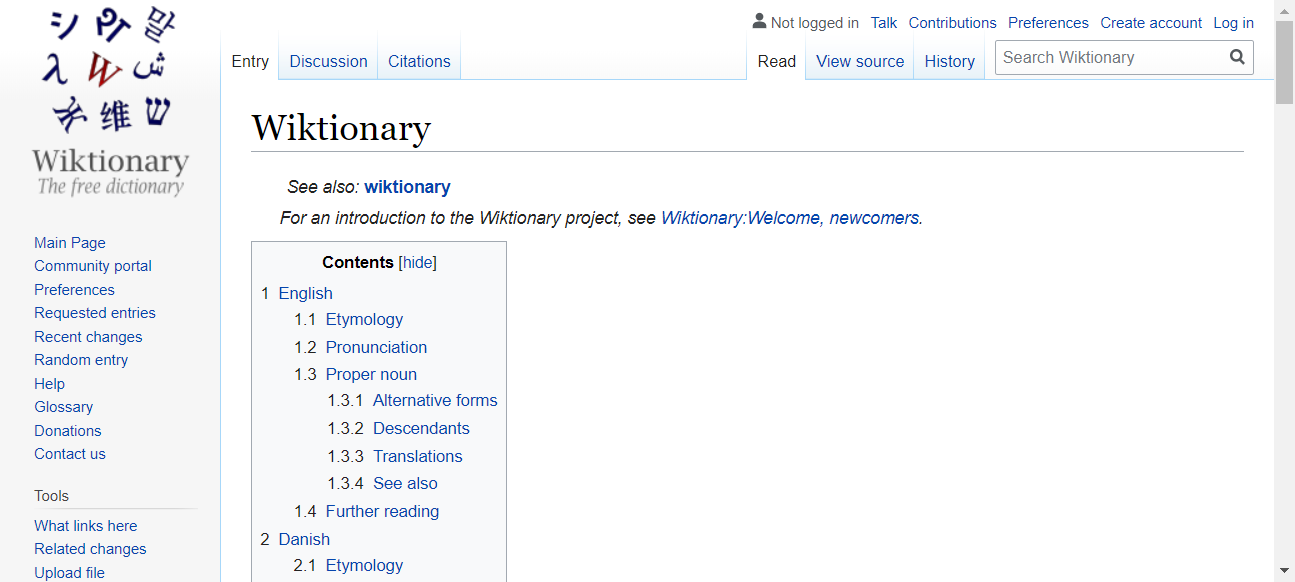 シ ا 말
λ W ش
维 ש
Wiktionary
The free dictionary
Main Page
Community portal
Preferences
Requested entries
Recent changes
Random entry
Help
Glossary
Donations
Contact us
Tools
What links here
Related changes
Upload file
Not logged in Talk Contributions Preferences Create account Log in
Entry Discussion Citations Read View source History Search Wiktionary
Wiktionary
See also: wiktionary
For an introduction to the Wiktionary project, see Wiktionary:Welcome, newcomers.
Contents [hide]
1 English
1.1 Etymology
1.2 Pronunciation
1.3 Proper noun
1.3.1 Alternative forms
1.3.2 Descendants
1.3.3 Translations
1.3.4 See also
1.4 Further reading
2 Danish
2.1 Etymology